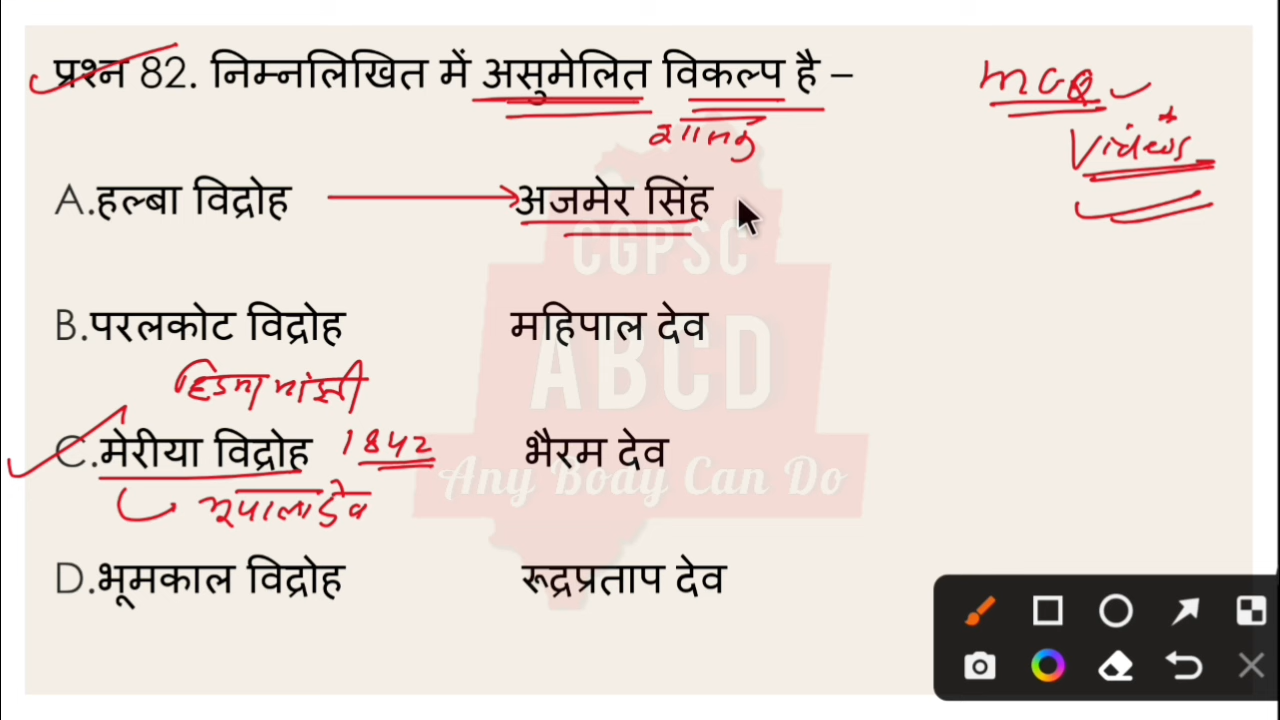 प्रश्न 82. निम्नलिखित में असुमेलित विकल्प है –
MCQ
Videos
A.हल्बा विद्रोह अजमेर सिंह
CGPSC
B.परलकोट विद्रोह महिपाल देव
ABCD
C.मेरीया विद्रोह 1842 भैरम देव
Any Body Can Do
D.भूमकाल विद्रोह रूद्रप्रताप देव